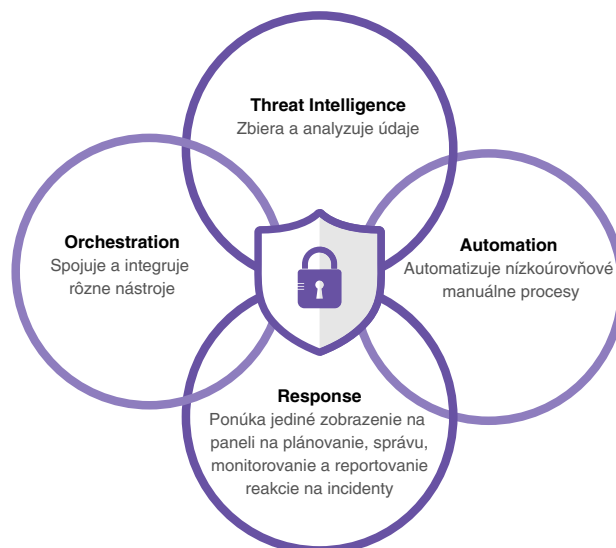 Threat Intelligence
Zbiera a analyzuje údaje
Orchestration
Spojuje a integruje
rôzne nástroje
Automation
Automatizuje nízkoúrovňové
manuálne procesy
Response
Ponúka jediné zobrazenie na
paneli na plánovanie, správu,
monitorovanie a reportovanie
reakcie na incidenty